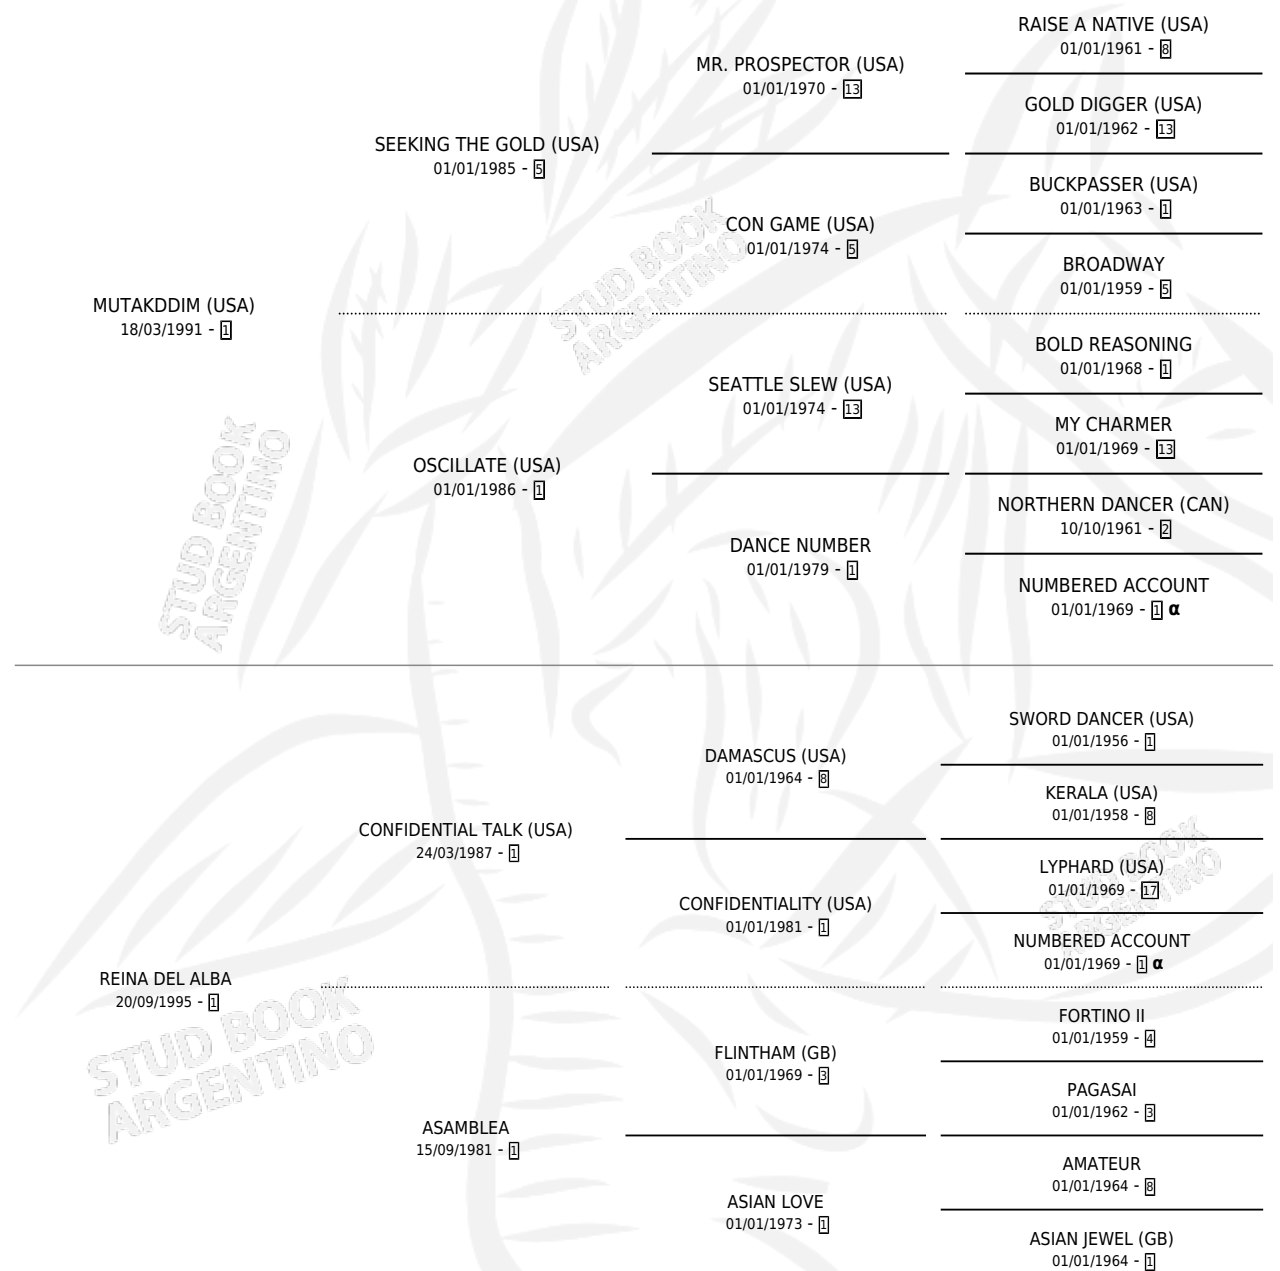 RAISE A NATIVE (USA)
01/01/1961 - 8
MR. PROSPECTOR (USA)
01/01/1970 - 13
GOLD DIGGER (USA)
01/01/1962 - 13
SEEKING THE GOLD (USA)
01/01/1985 - 5
BUCKPASSER (USA)
01/01/1963 - 1
CON GAME (USA)
01/01/1974 - 5
BROADWAY
01/01/1959 - 5
MUTAKDDIM (USA)
18/03/1991 - 1
BOLD REASONING
01/01/1968 - 1
SEATTLE SLEW (USA)
01/01/1974 - 13
MY CHARMER
01/01/1969 - 13
OSCILLATE (USA)
01/01/1986 - 1
NORTHERN DANCER (CAN)
10/10/1961 - 2
DANCE NUMBER
01/01/1979 - 1
NUMBERED ACCOUNT
01/01/1969 - 1 α
SWORD DANCER (USA)
01/01/1956 - 1
DAMASCUS (USA)
01/01/1964 - 8
KERALA (USA)
01/01/1958 - 8
CONFIDENTIAL TALK (USA)
24/03/1987 - 1
LYPHARD (USA)
01/01/1969 - 17
CONFIDENTIALITY (USA)
01/01/1981 - 1
NUMBERED ACCOUNT
01/01/1969 - 1 α
REINA DEL ALBA
20/09/1995 - 1
FORTINO II
01/01/1959 - 4
FLINTHAM (GB)
01/01/1969 - 3
PAGASAI
01/01/1962 - 3
ASAMBLEA
15/09/1981 - 1
AMATEUR
01/01/1964 - 8
ASIAN LOVE
01/01/1973 - 1
ASIAN JEWEL (GB)
01/01/1964 - 1
STUD BOOK
ARGENTINO
STUD BOOK
ARGENTINO
STUD BOOK
ARGENTINO
STUD BOOK
ARGENTINO